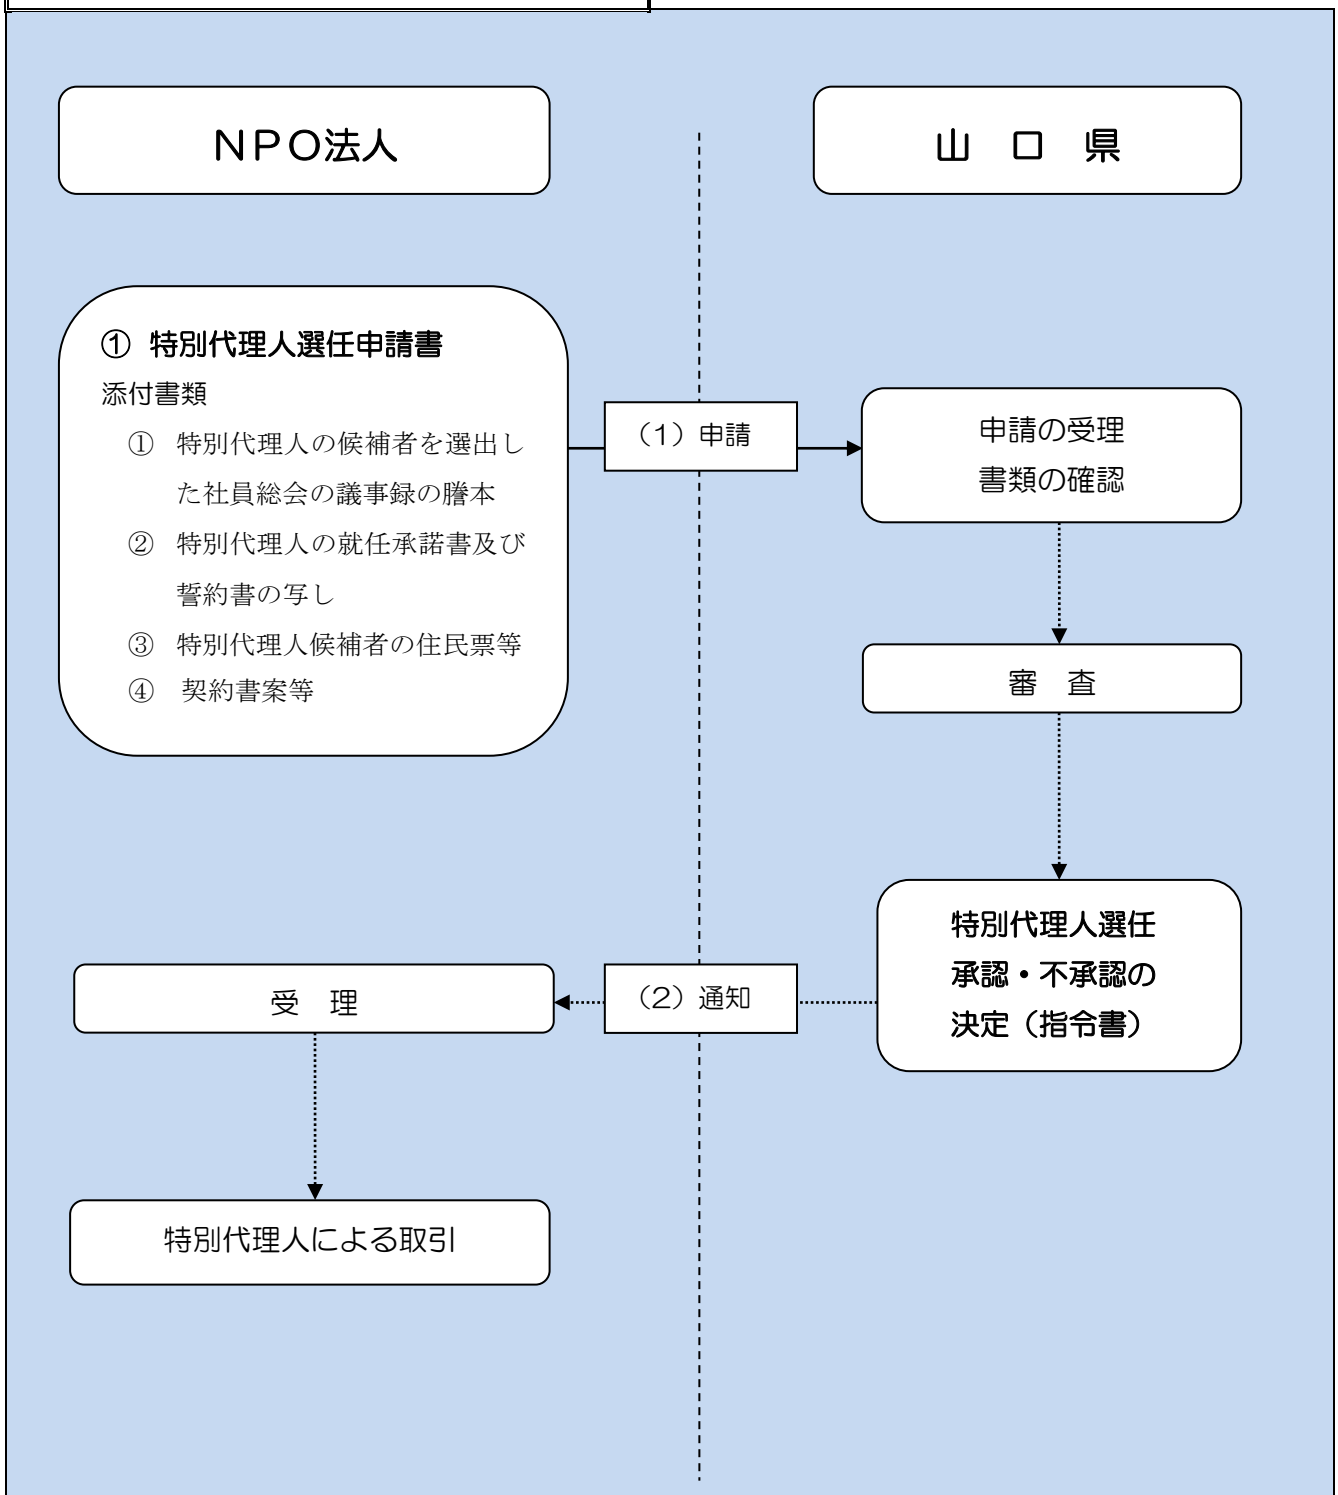 NPO法人
山　口　県
① 特別代理人選任申請書
添付書類
① 特別代理人の候補者を選出し
た社員総会の議事録の謄本
② 特別代理人の就任承諾書及び
誓約書の写し
③ 特別代理人候補者の住民票等
④ 契約書案等
（1）申請
申請の受理
書類の確認
審　査
特別代理人選任
承認・不承認の
決定（指令書）
（2）通知
受　理
特別代理人による取引